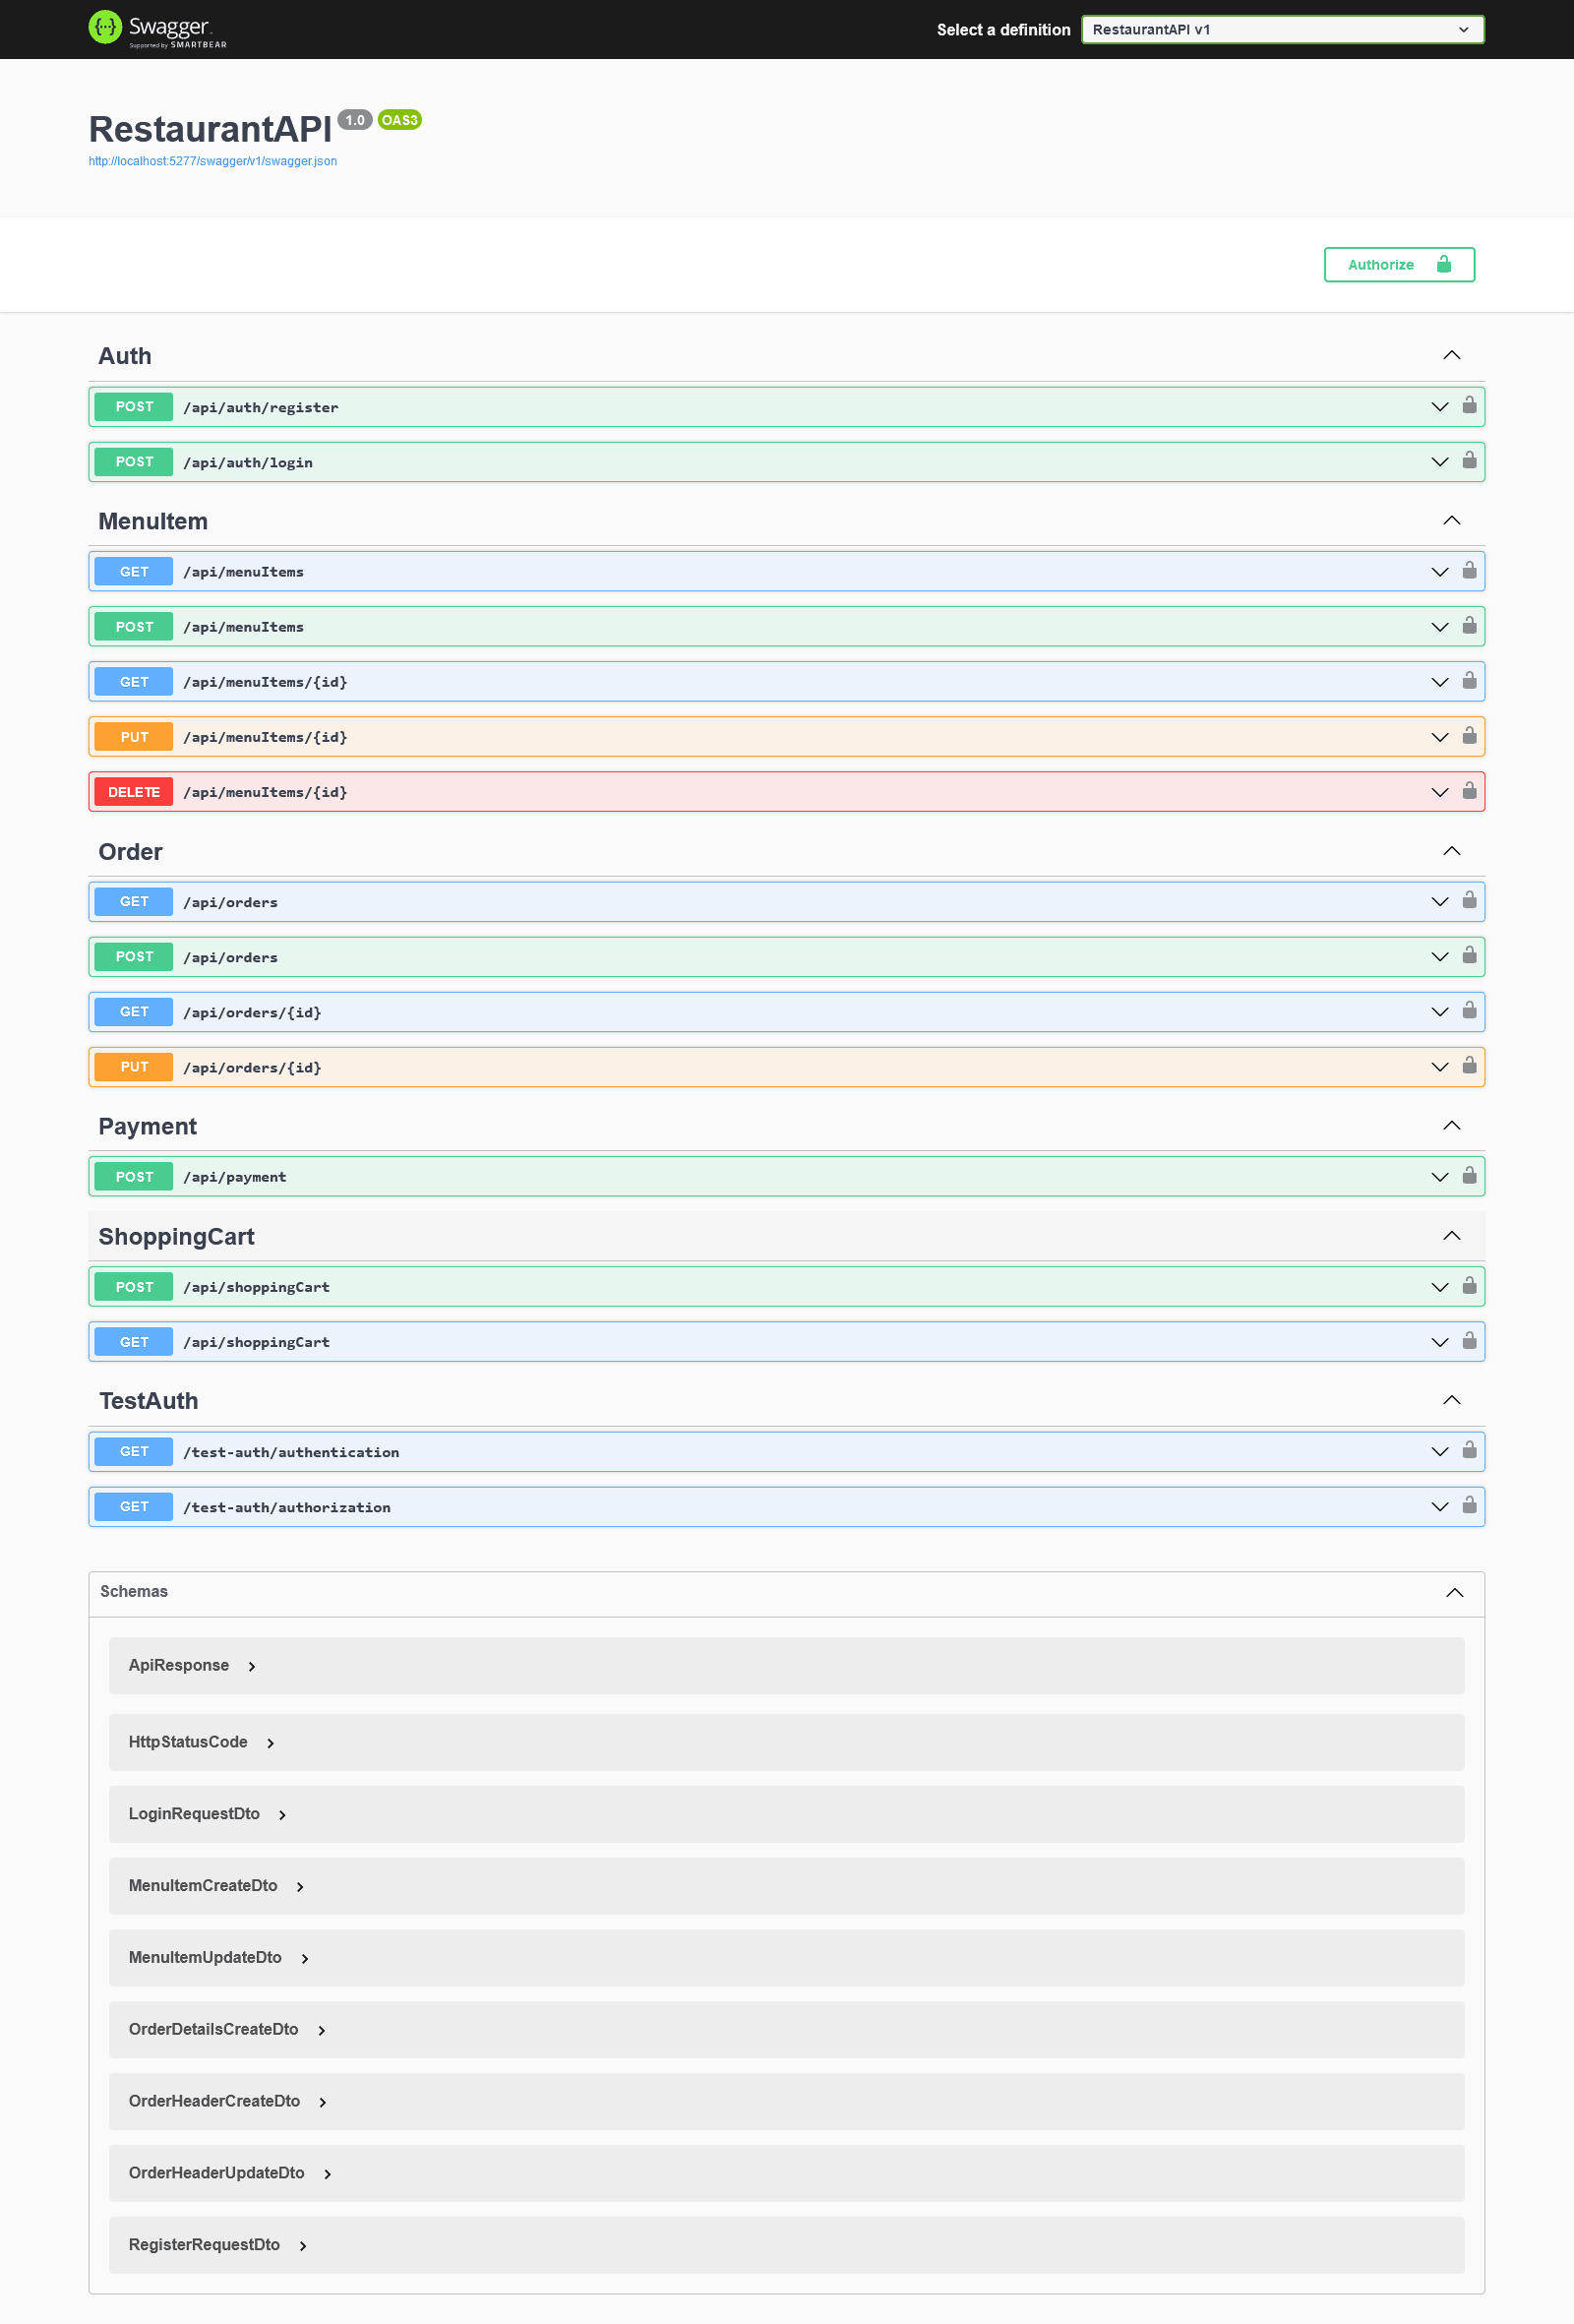 Swagger
Supported by SMARTBEAR
Select a definition
RestaurantAPI v1
RestaurantAPI 1.0 OAS3
http://localhost:5277/swagger/v1/swagger.json
Authorize
Auth
POST /api/auth/register
POST /api/auth/login
MenuItem
GET /api/menuItems
POST /api/menuItems
GET /api/menuItems/{id}
PUT /api/menuItems/{id}
DELETE /api/menuItems/{id}
Order
GET /api/orders
POST /api/orders
GET /api/orders/{id}
PUT /api/orders/{id}
Payment
POST /api/payment
ShoppingCart
POST /api/shoppingCart
GET /api/shoppingCart
TestAuth
GET /test-auth/authentication
GET /test-auth/authorization
Schemas
ApiResponse
HttpStatusCode
LoginRequestDto
MenuItemCreateDto
MenuItemUpdateDto
OrderDetailsCreateDto
OrderHeaderCreateDto
OrderHeaderUpdateDto
RegisterRequestDto